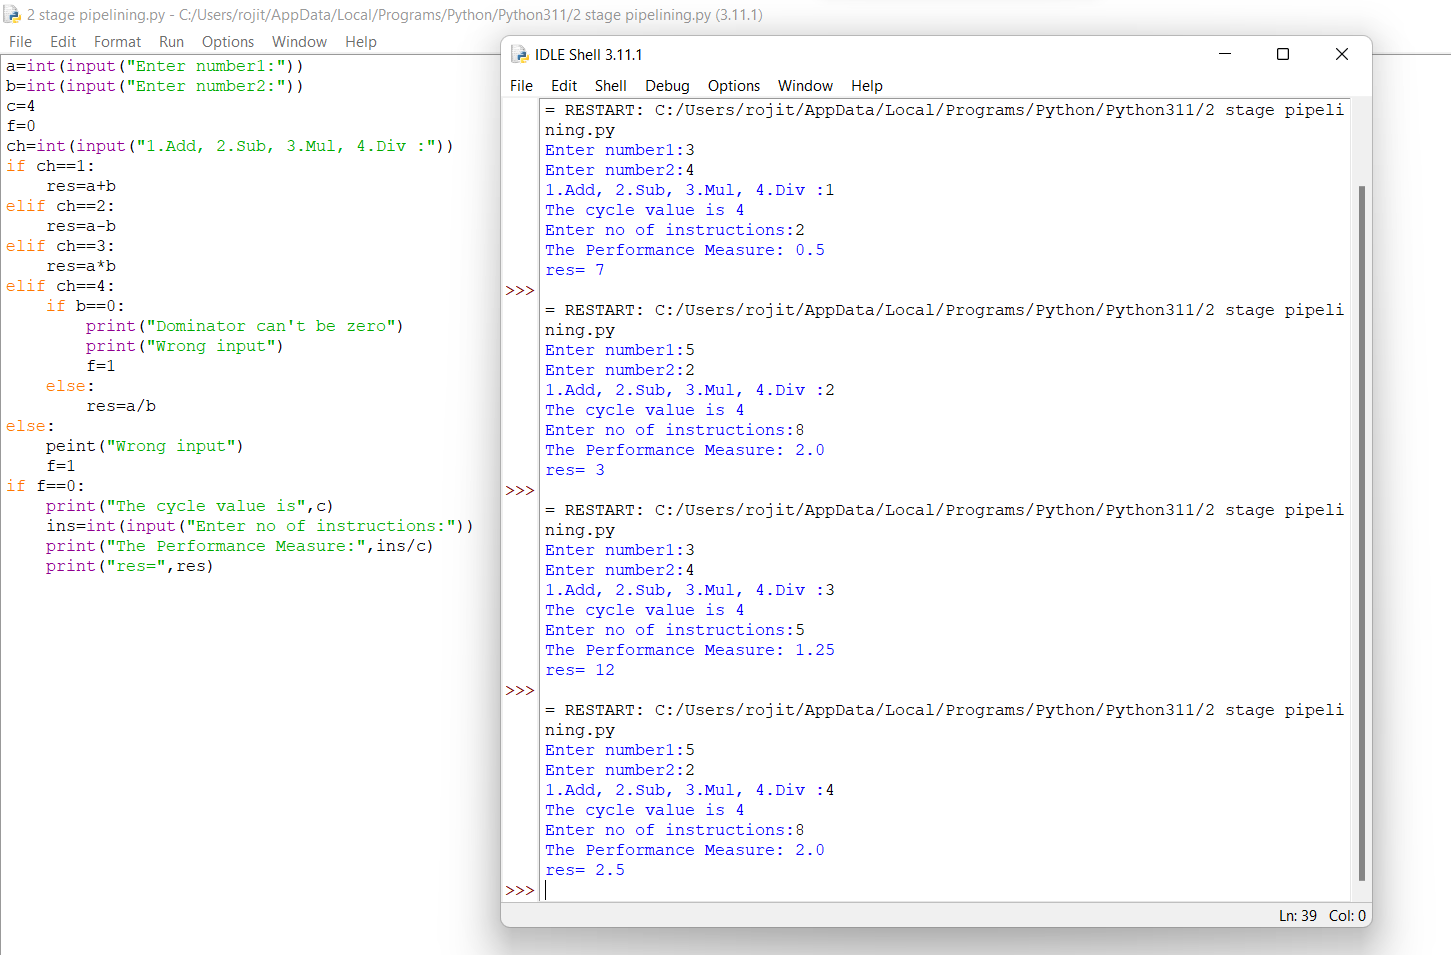 2 stage pipelining.py - C:/Users/rojit/AppData/Local/Programs/Python/Python311/2 stage pipelining.py (3.11.1)
File Edit Format Run Options Window Help
a=int(input("Enter number1:"))
b=int(input("Enter number2:"))
c=4
f=0
ch=int(input("1.Add, 2.Sub, 3.Mul, 4.Div :"))
if ch==1:
    res=a+b
elif ch==2:
    res=a-b
elif ch==3:
    res=a*b
elif ch==4:
    if b==0:
        print("Dominator can't be zero")
        print("Wrong input")
        f=1
    else:
        res=a/b
else:
    peint("Wrong input")
    f=1
if f==0:
    print("The cycle value is",c)
    ins=int(input("Enter no of instructions:"))
    print("The Performance Measure:",ins/c)
    print("res=",res)
IDLE Shell 3.11.1
File Edit Shell Debug Options Window Help
= RESTART: C:/Users/rojit/AppData/Local/Programs/Python/Python311/2 stage pipeli
ning.py
Enter number1:3
Enter number2:4
1.Add, 2.Sub, 3.Mul, 4.Div :1
The cycle value is 4
Enter no of instructions:2
The Performance Measure: 0.5
res= 7
>>>
= RESTART: C:/Users/rojit/AppData/Local/Programs/Python/Python311/2 stage pipeli
ning.py
Enter number1:5
Enter number2:2
1.Add, 2.Sub, 3.Mul, 4.Div :2
The cycle value is 4
Enter no of instructions:8
The Performance Measure: 2.0
res= 3
>>>
= RESTART: C:/Users/rojit/AppData/Local/Programs/Python/Python311/2 stage pipeli
ning.py
Enter number1:3
Enter number2:4
1.Add, 2.Sub, 3.Mul, 4.Div :3
The cycle value is 4
Enter no of instructions:5
The Performance Measure: 1.25
res= 12
>>>
= RESTART: C:/Users/rojit/AppData/Local/Programs/Python/Python311/2 stage pipeli
ning.py
Enter number1:5
Enter number2:2
1.Add, 2.Sub, 3.Mul, 4.Div :4
The cycle value is 4
Enter no of instructions:8
The Performance Measure: 2.0
res= 2.5
>>>
Ln: 39 Col: 0